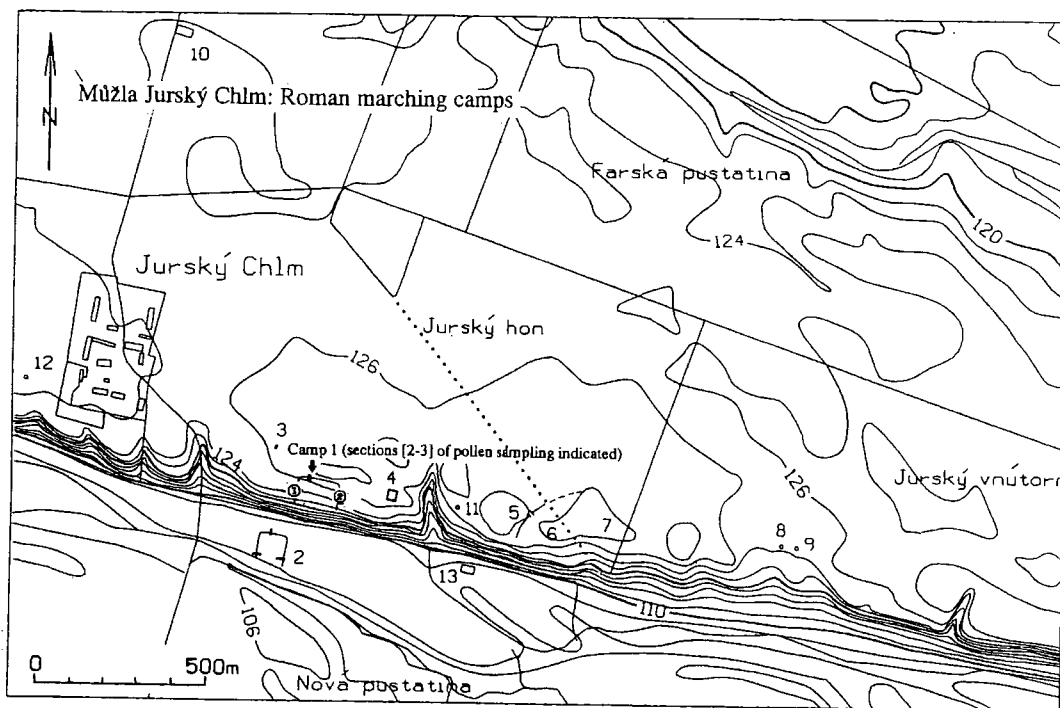 10
Můžla Jurský Chlm: Roman marching camps
N
Farská pustatina
124
120
Jurský Chlm
Jurský hon
126
12
3
124
Camp 1 (sections [2-3] of pollen sampling indicated)
4
Jurský vnútorn
126
11
5
6
7
8
9
2
13
110
106
0
500m
Nová pustatina